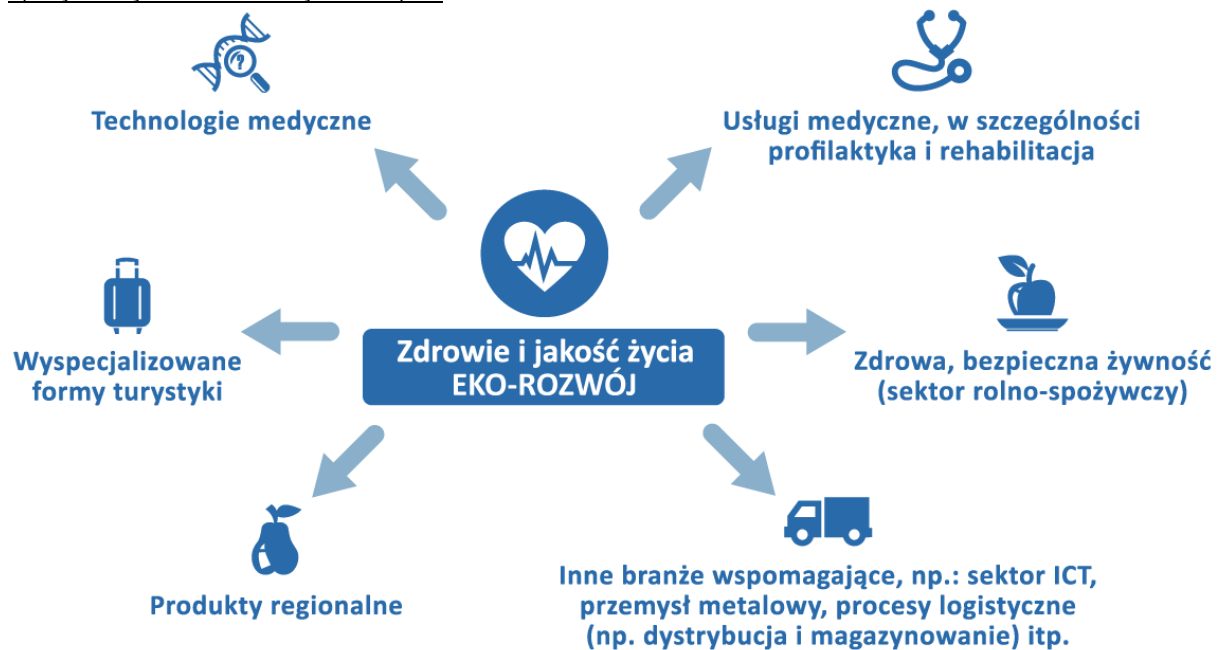 Technologie medyczne
Usługi medyczne, w szczególności
profilaktyka i rehabilitacja
Wyspecjalizowane
formy turystyki
Zdrowie i jakość życia
EKO-ROZWÓJ
Zdrowa, bezpieczna żywność
(sektor rolno-spożywczy)
Produkty regionalne
Inne branże wspomagające, np.: sektor ICT,
przemysł metalowy, procesy logistyczne
(np. dystrybucja i magazynowanie) itp.